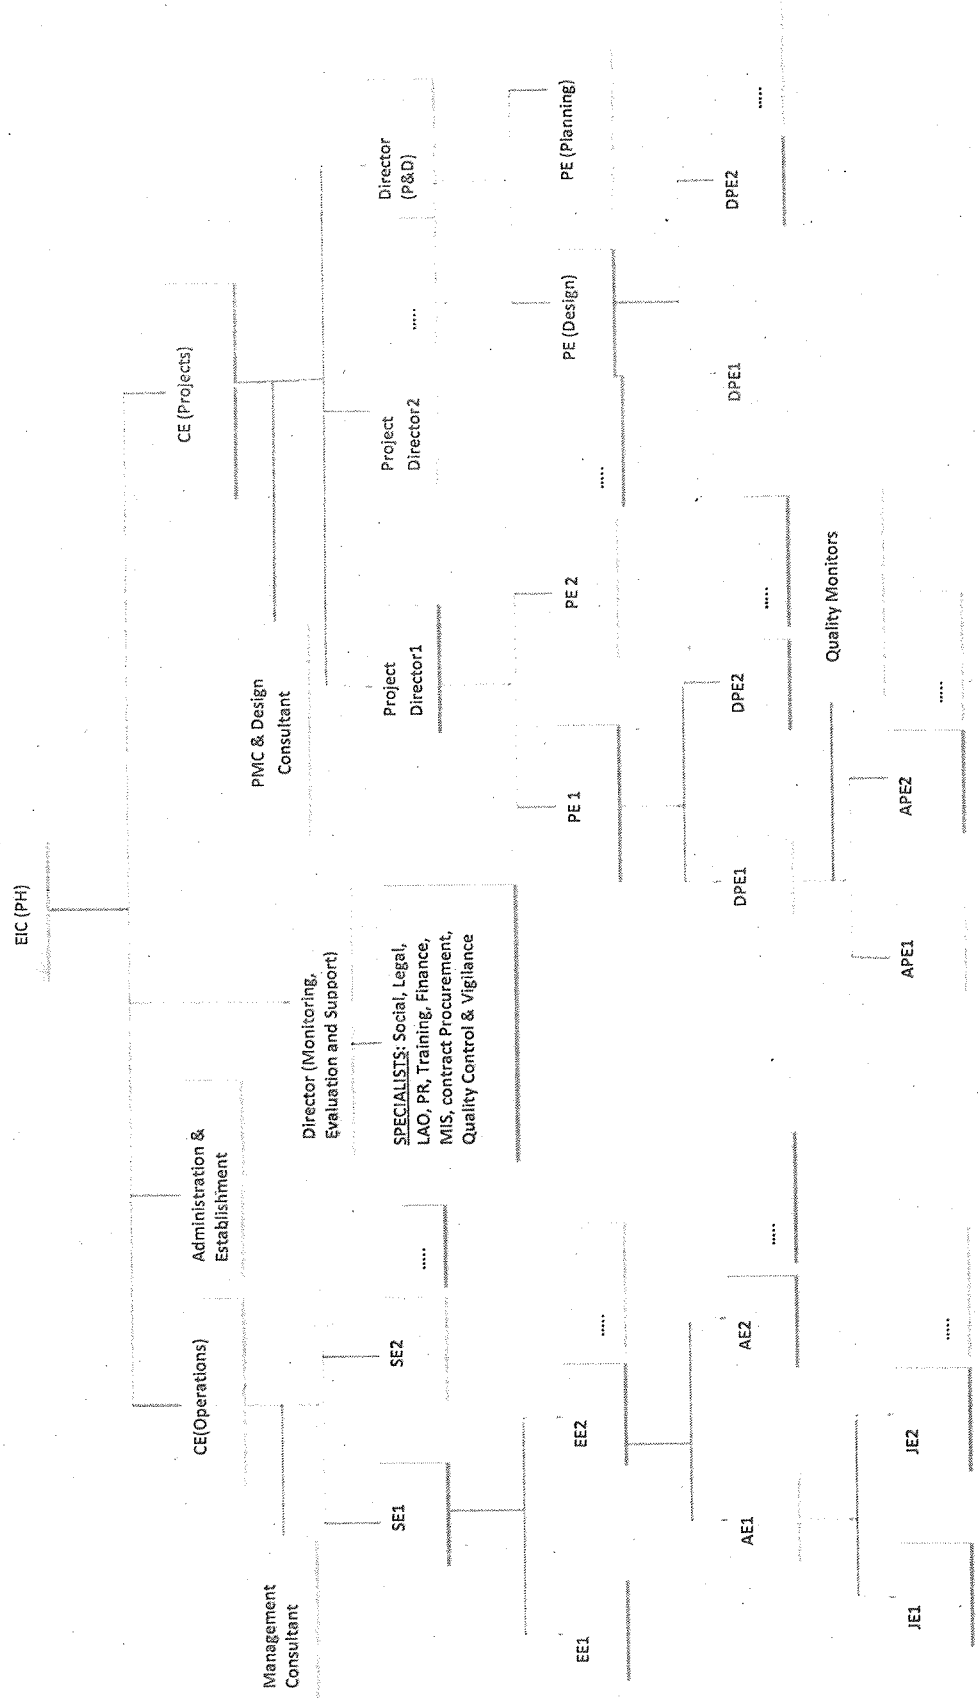 EIC (PH)
CE(Operations)
Administration &
Establishment
Director (Monitoring,
Evaluation and Support)
CE (Projects)
Management
Consultant
PMC & Design
Consultant
SPECIALISTS: Social, Legal,
LAO, PR, Training, Finance,
MIS, contract Procurement,
Quality Control & Vigilance
SE1
SE2
.....
Project
Director1
Project
Director2
.....
Director
(P&D)
EE1
EE2
.....
PE 1
PE 2
.....
PE (Design)
PE (Planning)
AE1
AE2
.....
DPE1
DPE2
.....
DPE1
DPE2
.....
Quality Monitors
JE1
JE2
.....
APE1
APE2
.....